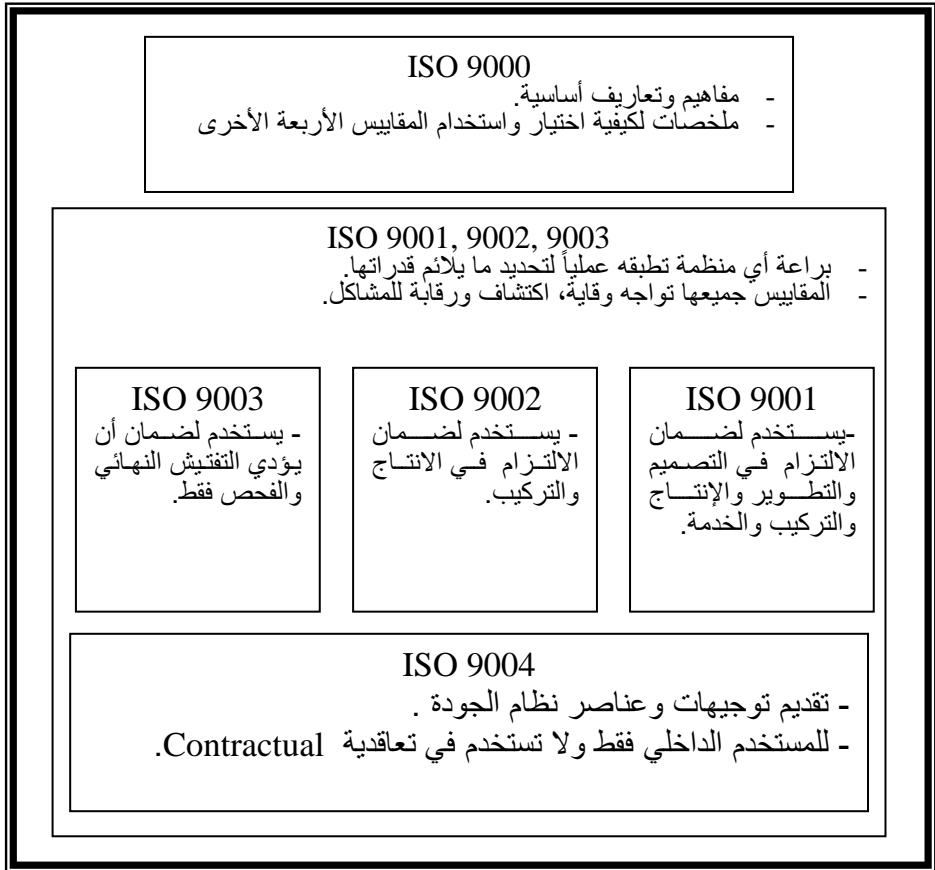 ISO 9000
- مفاهيم وتعاريف أساسية.
- ملخصات لكيفية اختيار واستخدام المقاييس الأربعة الأخرى
ISO 9001, 9002, 9003
- براعة أي منظمة تطبقه عملياً لتحديد ما يلائم قدراتها.
- المقاييس جميعها تواجه وقاية، اكتشاف ورقابة للمشاكل.
ISO 9001
-يستخدم لضمان
الالتزام في التصميم
والتطوير والإنتاج
والتركيب والخدمة.
ISO 9002
- يستخدم لضمان
الالتزام في الانتاج
والتركيب.
ISO 9003
- يستخدم لضمان أن
يؤدي التفتيش النهائي
والفحص فقط.
ISO 9004
- تقديم توجيهات وعناصر نظام الجودة .
- للمستخدم الداخلي فقط ولا تستخدم في تعاقدية Contractual.